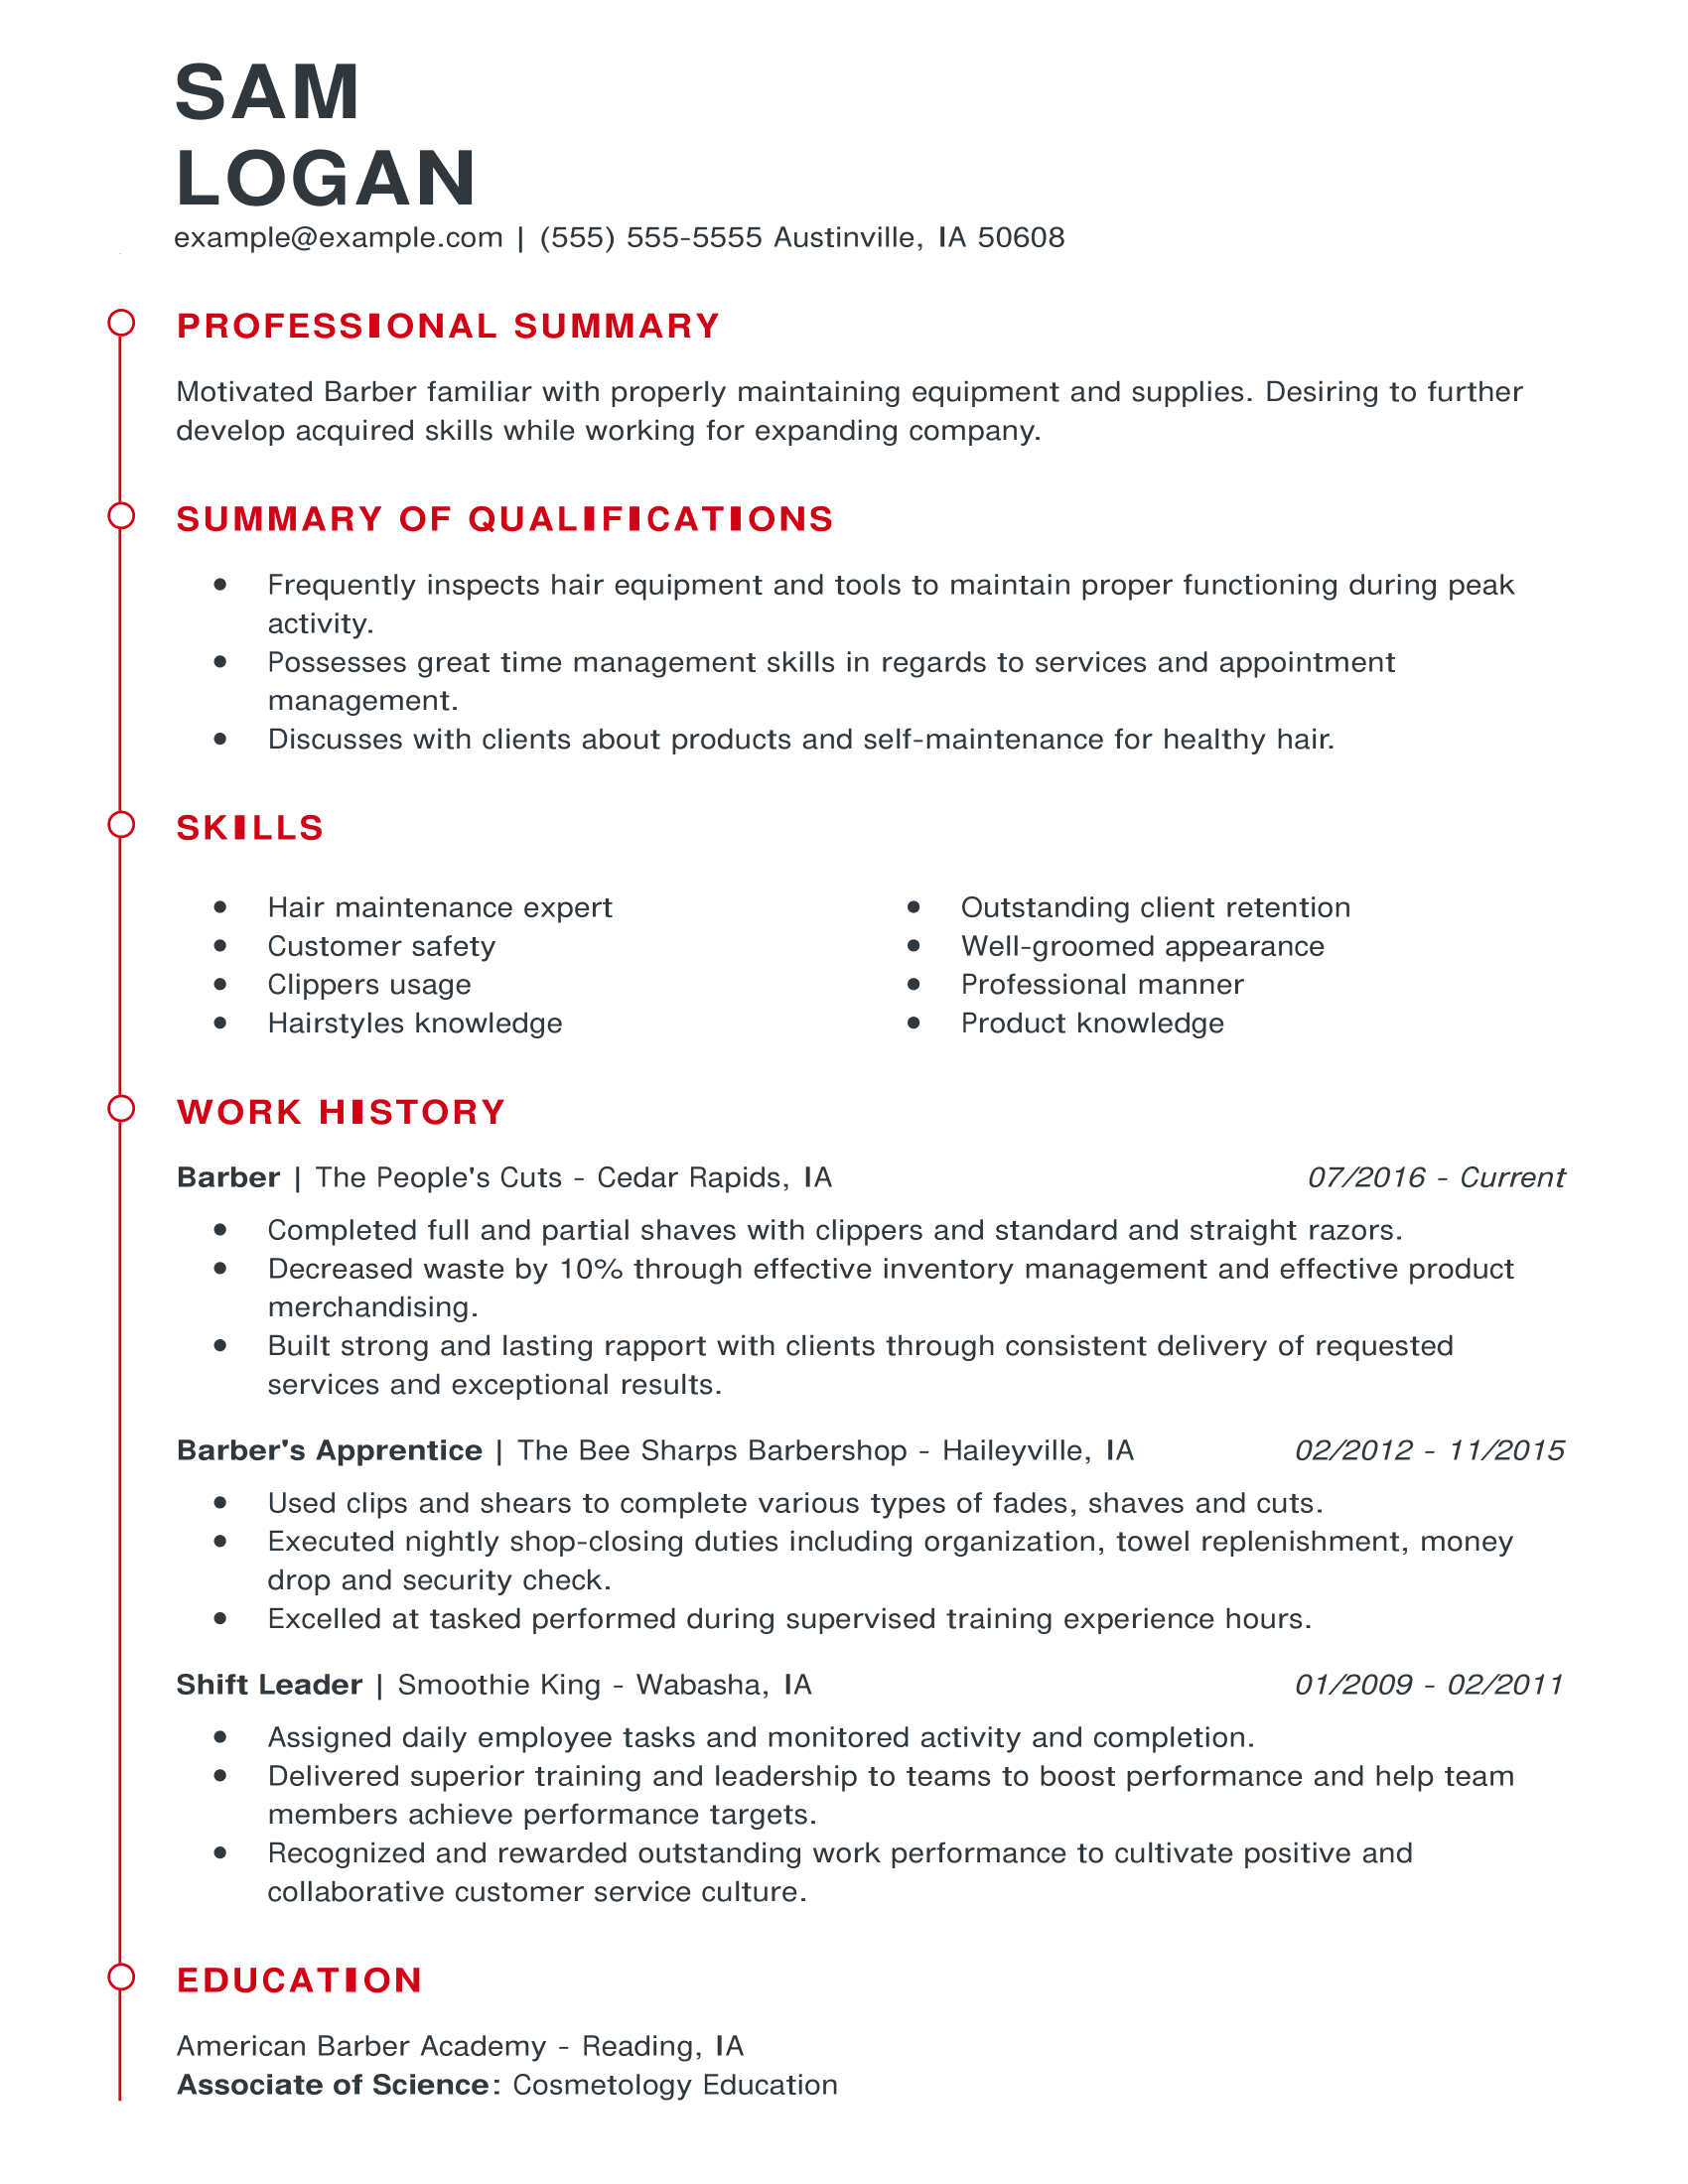 SAM
LOGAN
example@example.com | (555) 555-5555 Austinville, IA 50608
PROFESSIONAL SUMMARY
Motivated Barber familiar with properly maintaining equipment and supplies. Desiring to further
develop acquired skills while working for expanding company.
SUMMARY OF QUALIFICATIONS
● Frequently inspects hair equipment and tools to maintain proper functioning during peak
activity.
● Possesses great time management skills in regards to services and appointment
management.
● Discusses with clients about products and self-maintenance for healthy hair.
SKILLS
● Hair maintenance expert
● Customer safety
● Clippers usage
● Hairstyles knowledge
● Outstanding client retention
● Well-groomed appearance
● Professional manner
● Product knowledge
WORK HISTORY
Barber | The People's Cuts - Cedar Rapids, IA 07/2016 - Current
● Completed full and partial shaves with clippers and standard and straight razors.
● Decreased waste by 10% through effective inventory management and effective product
merchandising.
● Built strong and lasting rapport with clients through consistent delivery of requested
services and exceptional results.
Barber's Apprentice | The Bee Sharps Barbershop - Haileyville, IA 02/2012 - 11/2015
● Used clips and shears to complete various types of fades, shaves and cuts.
● Executed nightly shop-closing duties including organization, towel replenishment, money
drop and security check.
● Excelled at tasked performed during supervised training experience hours.
Shift Leader | Smoothie King - Wabasha, IA 01/2009 - 02/2011
● Assigned daily employee tasks and monitored activity and completion.
● Delivered superior training and leadership to teams to boost performance and help team
members achieve performance targets.
● Recognized and rewarded outstanding work performance to cultivate positive and
collaborative customer service culture.
EDUCATION
American Barber Academy - Reading, IA
Associate of Science: Cosmetology Education